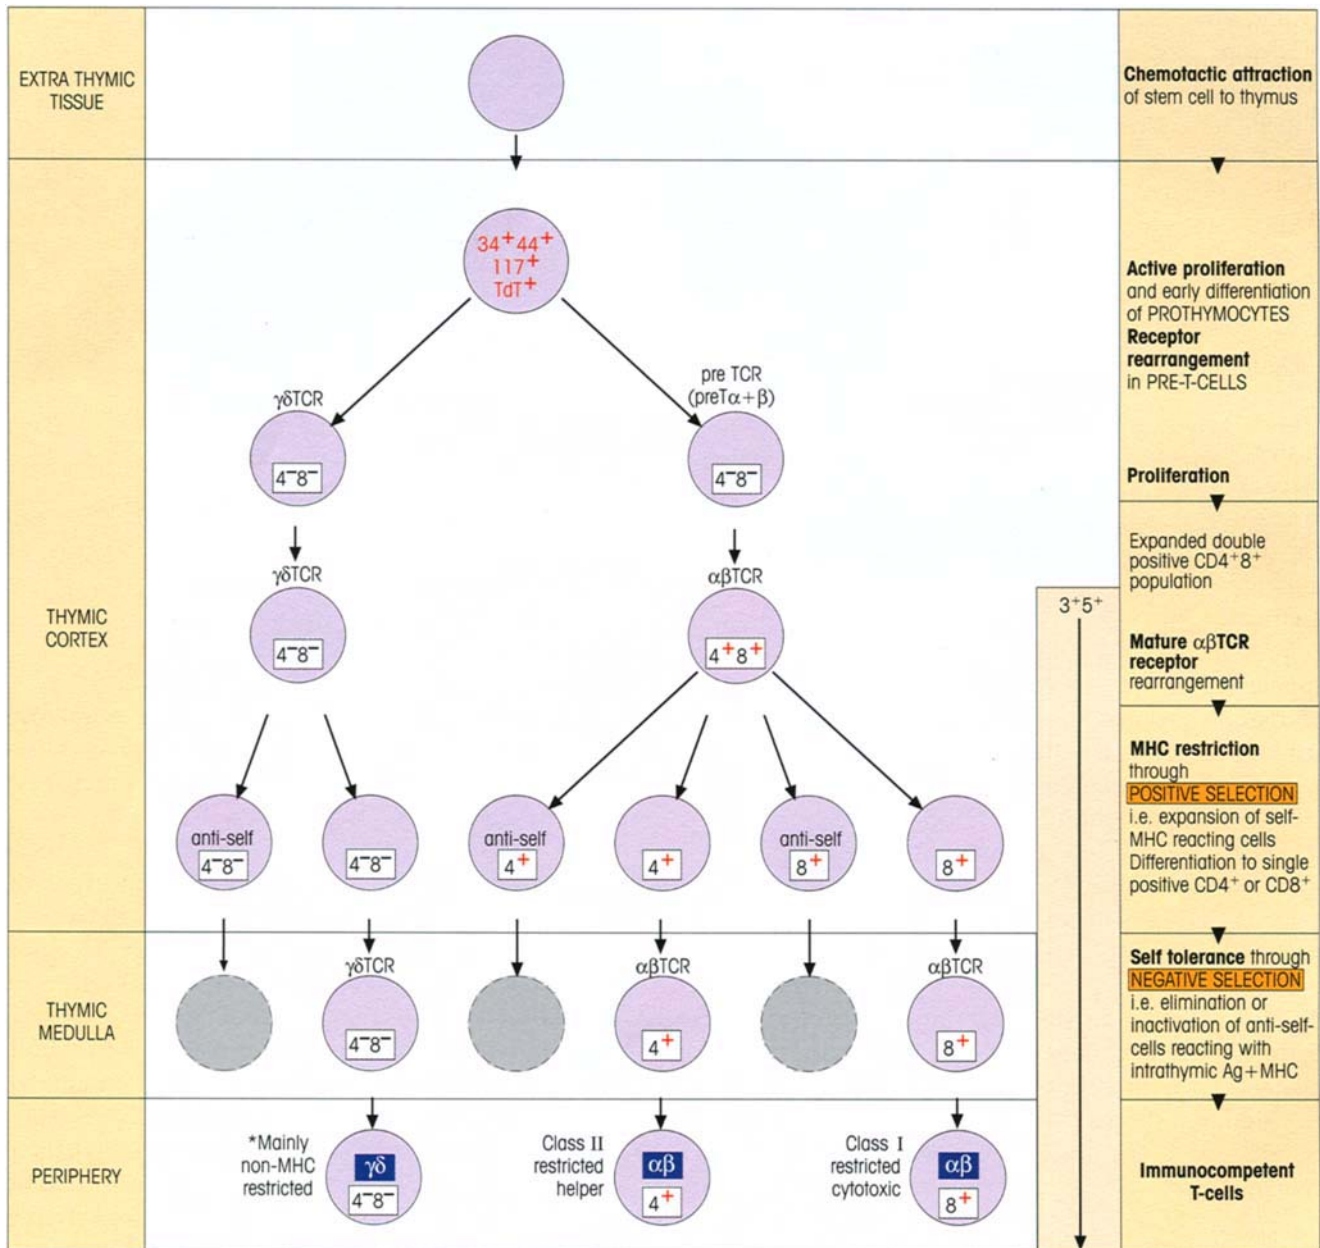 EXTRA THYMIC
TISSUE
Chemotactic attraction
of stem cell to thymus
34⁺44⁺
117⁺
TdT⁺
Active proliferation
and early differentiation
of PROTHYMOCYTES
Receptor
rearrangement
in PRE-T-CELLS
γδTCR
4⁻8⁻
pre TCR
(preTα+β)
4⁻8⁻
Proliferation
THYMIC
CORTEX
γδTCR
4⁻8⁻
αβTCR
4⁺8⁺
3⁺5⁺
Expanded double
positive CD4⁺8⁺
population
Mature αβTCR
receptor
rearrangement
anti-self
4⁻8⁻
4⁻8⁻
anti-self
4⁺
4⁺
anti-self
8⁺
8⁺
MHC restriction
through
POSITIVE SELECTION
i.e. expansion of self-
MHC reacting cells
Differentiation to single
positive CD4⁺ or CD8⁺
THYMIC
MEDULLA
γδTCR
4⁻8⁻
αβTCR
4⁺
αβTCR
8⁺
Self tolerance through
NEGATIVE SELECTION
i.e. elimination or
inactivation of anti-self-
cells reacting with
intrathymic Ag+MHC
PERIPHERY
*Mainly
non-MHC
restricted
γδ
4⁻8⁻
Class II
restricted
helper
αβ
4⁺
Class I
restricted
cytotoxic
αβ
8⁺
Immunocompetent
T-cells